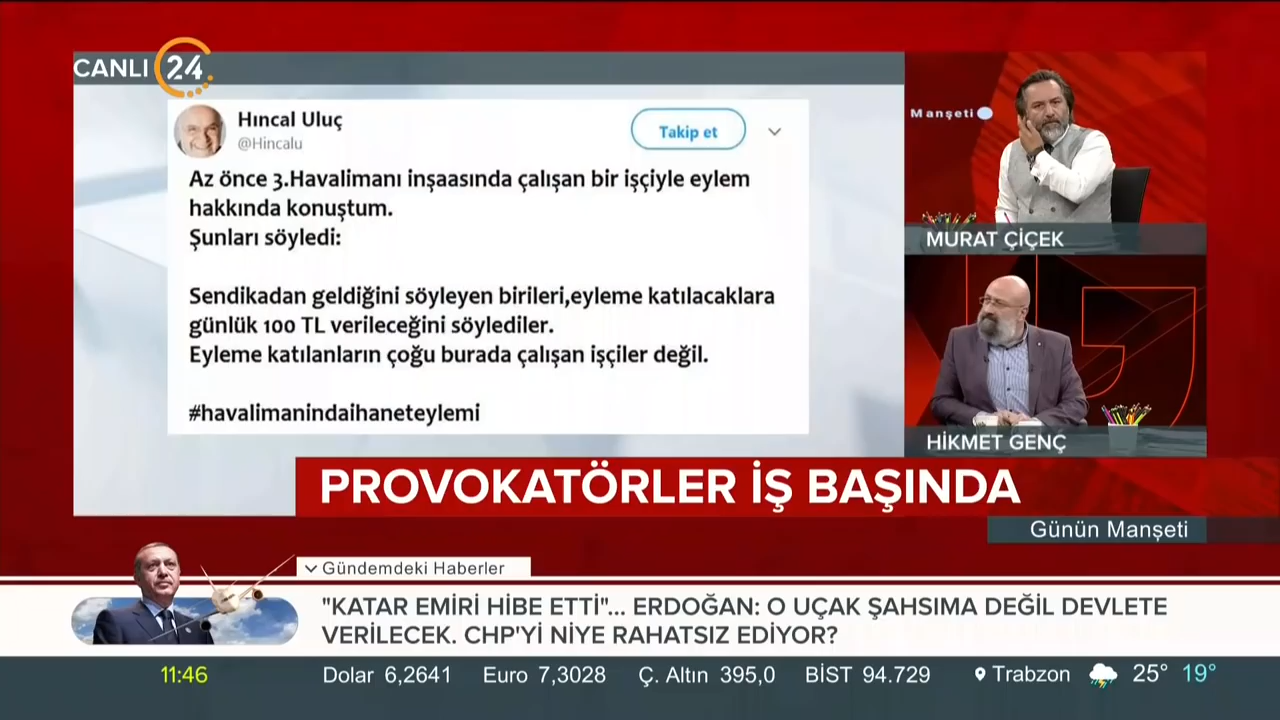 CANLI 24
Hıncal Uluç
@Hincalu
Takip et
Az önce 3.Havalimanı inşaasında çalışan bir işçiyle eylem
hakkında konuştum.
Şunları söyledi:
Sendikadan geldiğini söyleyen birileri,eyleme katılacaklara
günlük 100 TL verileceğini söylediler.
Eyleme katılanların çoğu burada çalışan işçiler değil.
#havalimanindaihaneteylemi
Manşeti
MURAT ÇİÇEK
HİKMET GENÇ
PROVOKATÖRLER İŞ BAŞINDA
Günün Manşeti
Gündemdeki Haberler
"KATAR EMİRİ HİBE ETTİ"... ERDOĞAN: O UÇAK ŞAHSIMA DEĞİL DEVLETE
VERİLECEK. CHP'Yİ NİYE RAHATSIZ EDİYOR?
11:46 Dolar 6,2641 Euro 7,3028 Ç. Altın 395,0 BİST 94.729 Trabzon 25° 19°